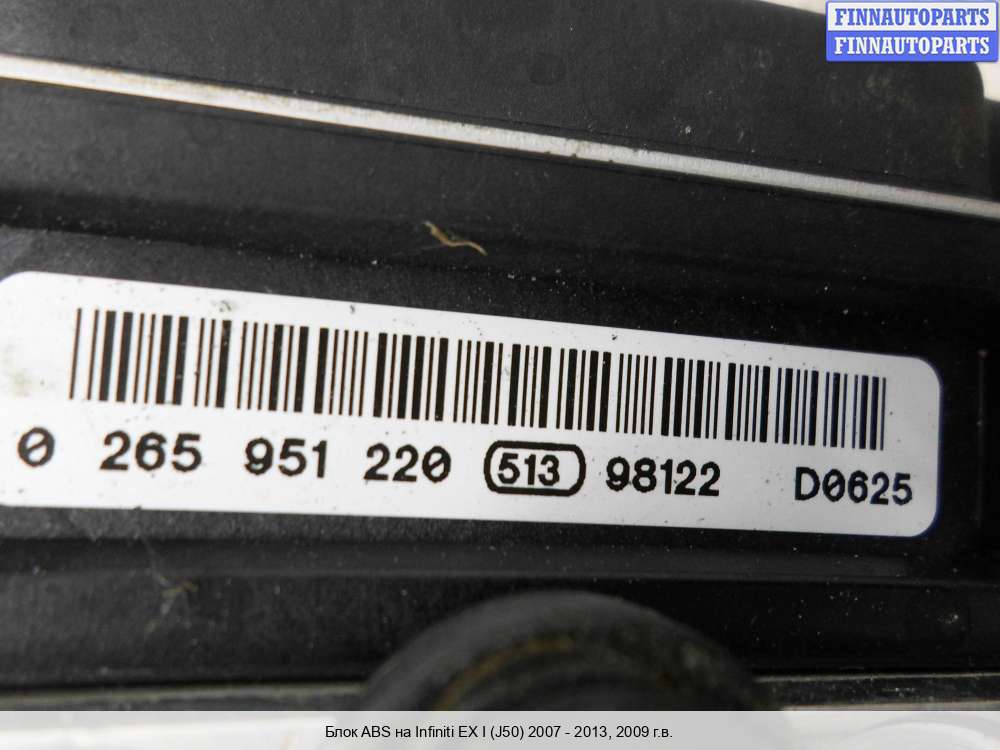 FINNAUTOPARTS
FINNAUTOPARTS
0 265 951 220 513 98122 D0625
Блок ABS на Infiniti EX I (J50) 2007 - 2013, 2009 г.в.